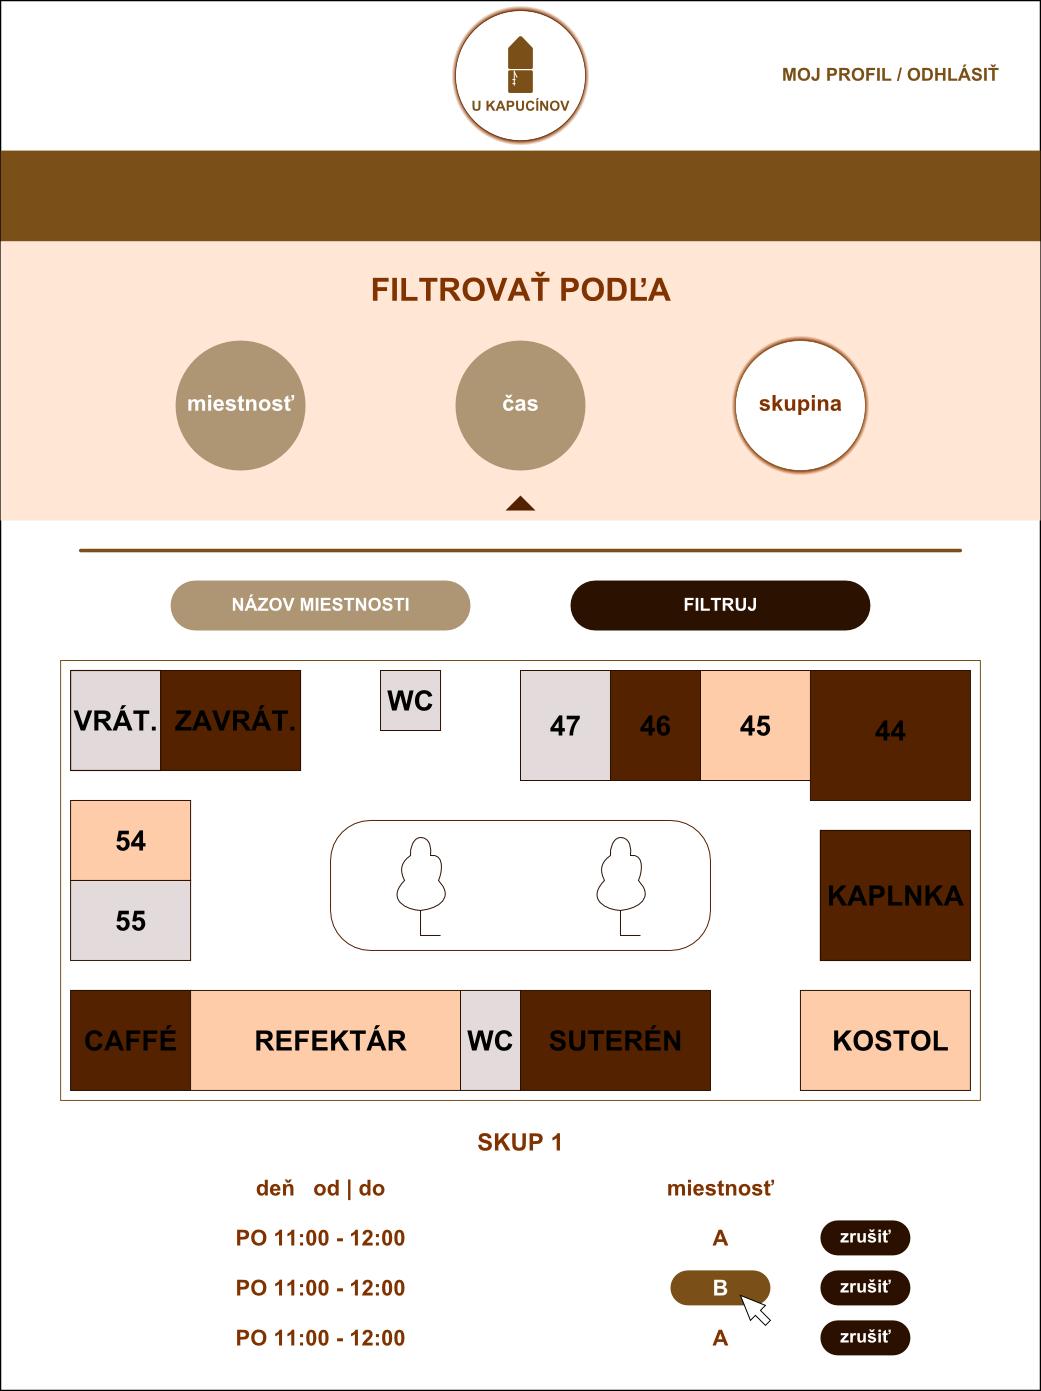 U KAPUCÍNOV
MOJ PROFIL / ODHLÁSIŤ
FILTROVAŤ PODĽA
miestnosť
čas
skupina
NÁZOV MIESTNOSTI
FILTRUJ
VRÁT.
ZAVRÁT.
WC
47
46
45
44
54
55
KAPLNKA
CAFFÉ
REFEKTÁR
WC
SUTERÉN
KOSTOL
SKUP 1
deň od | do miestnosť
PO 11:00 - 12:00 A zrušiť
PO 11:00 - 12:00 B zrušiť
PO 11:00 - 12:00 A zrušiť